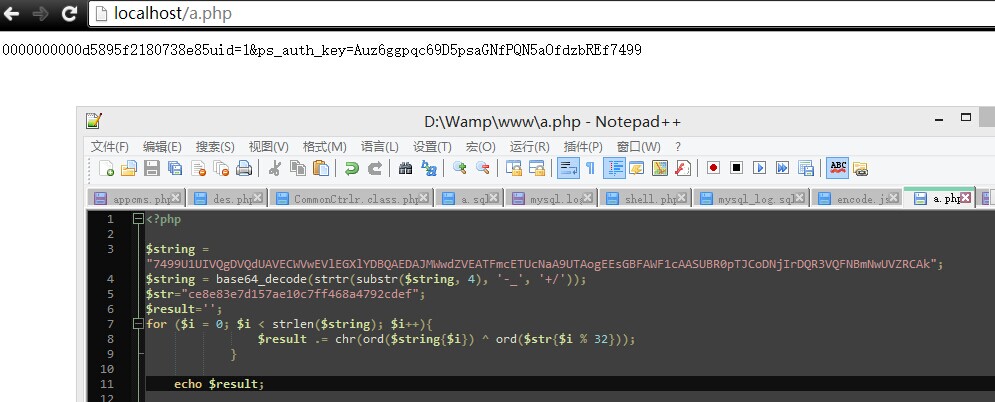 localhost/a.php
0000000000d5895f2180738e85uid=1&ps_auth_key=Auz6ggpqc69D5psaGNfPQN5aOfdzbREf7499
D:\Wamp\www\a.php - Notepad++
文件(F) 编辑(E) 搜索(S) 视图(V) 格式(M) 语言(L) 设置(T) 宏(O) 运行(R) 插件(P) 窗口(W) ?
appcms.php des.php CommonCtrlr.class.php a.sql mysql.log shell.php mysql_log.sql encode.js a.php
1 <?php
2
3 $string =
"7499U1UIVQgDVQdUAVECWVwEVlEGXlYDBQAEDAJMWwdZVEATFmcETUcNaA9UTAogEEsGBFAWF1cAASUBR0pTJCoDNjIrDQR3VQFNBmNwUVZRCAk";
4 $string = base64_decode(strtr(substr($string, 4), '-_', '+/'));
5 $str="ce8e83e7d157ae10c7ff468a4792cdef";
6 $result='';
7 for ($i = 0; $i < strlen($string); $i++){
8 $result .= chr(ord($string{$i}) ^ ord($str{$i % 32}));
9 }
10
11 echo $result;
12